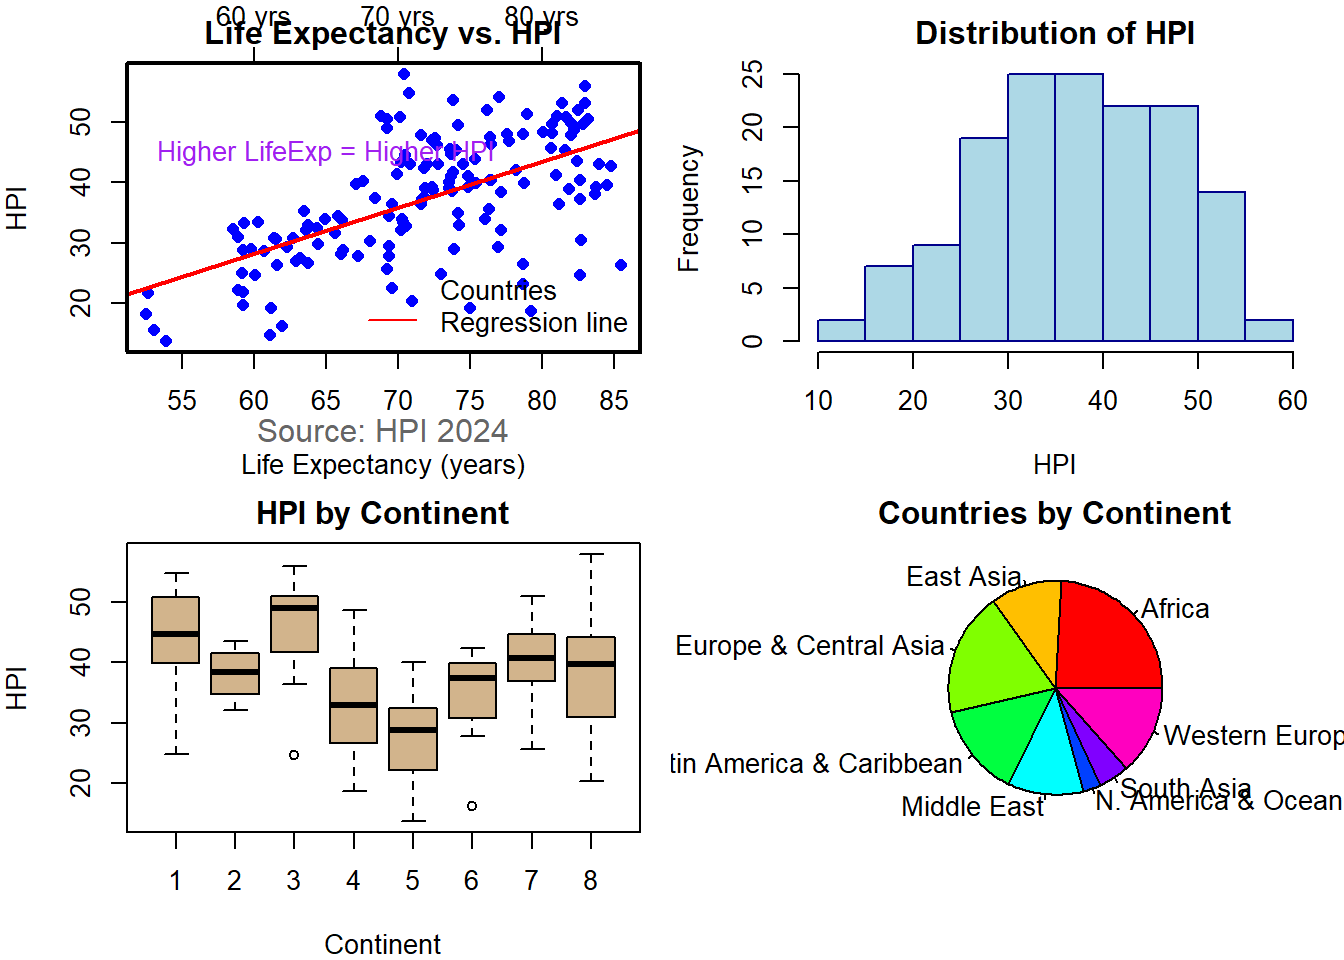 60 yrs 70 yrs 80 yrs
Life Expectancy vs. HPI
HPI
20 30 40 50
Higher LifeExp = Higher HPI
Countries
Regression line
55 60 65 70 75 80 85
Source: HPI 2024
Life Expectancy (years)
Distribution of HPI
Frequency
0 5 10 15 20 25
10 20 30 40 50 60
HPI
HPI by Continent
HPI
20 30 40 50
1 2 3 4 5 6 7 8
Continent
Countries by Continent
East Asia
Africa
Europe & Central Asia
Western Europ
tin America & Caribbean
South Asia
N. America & Ocean
Middle East